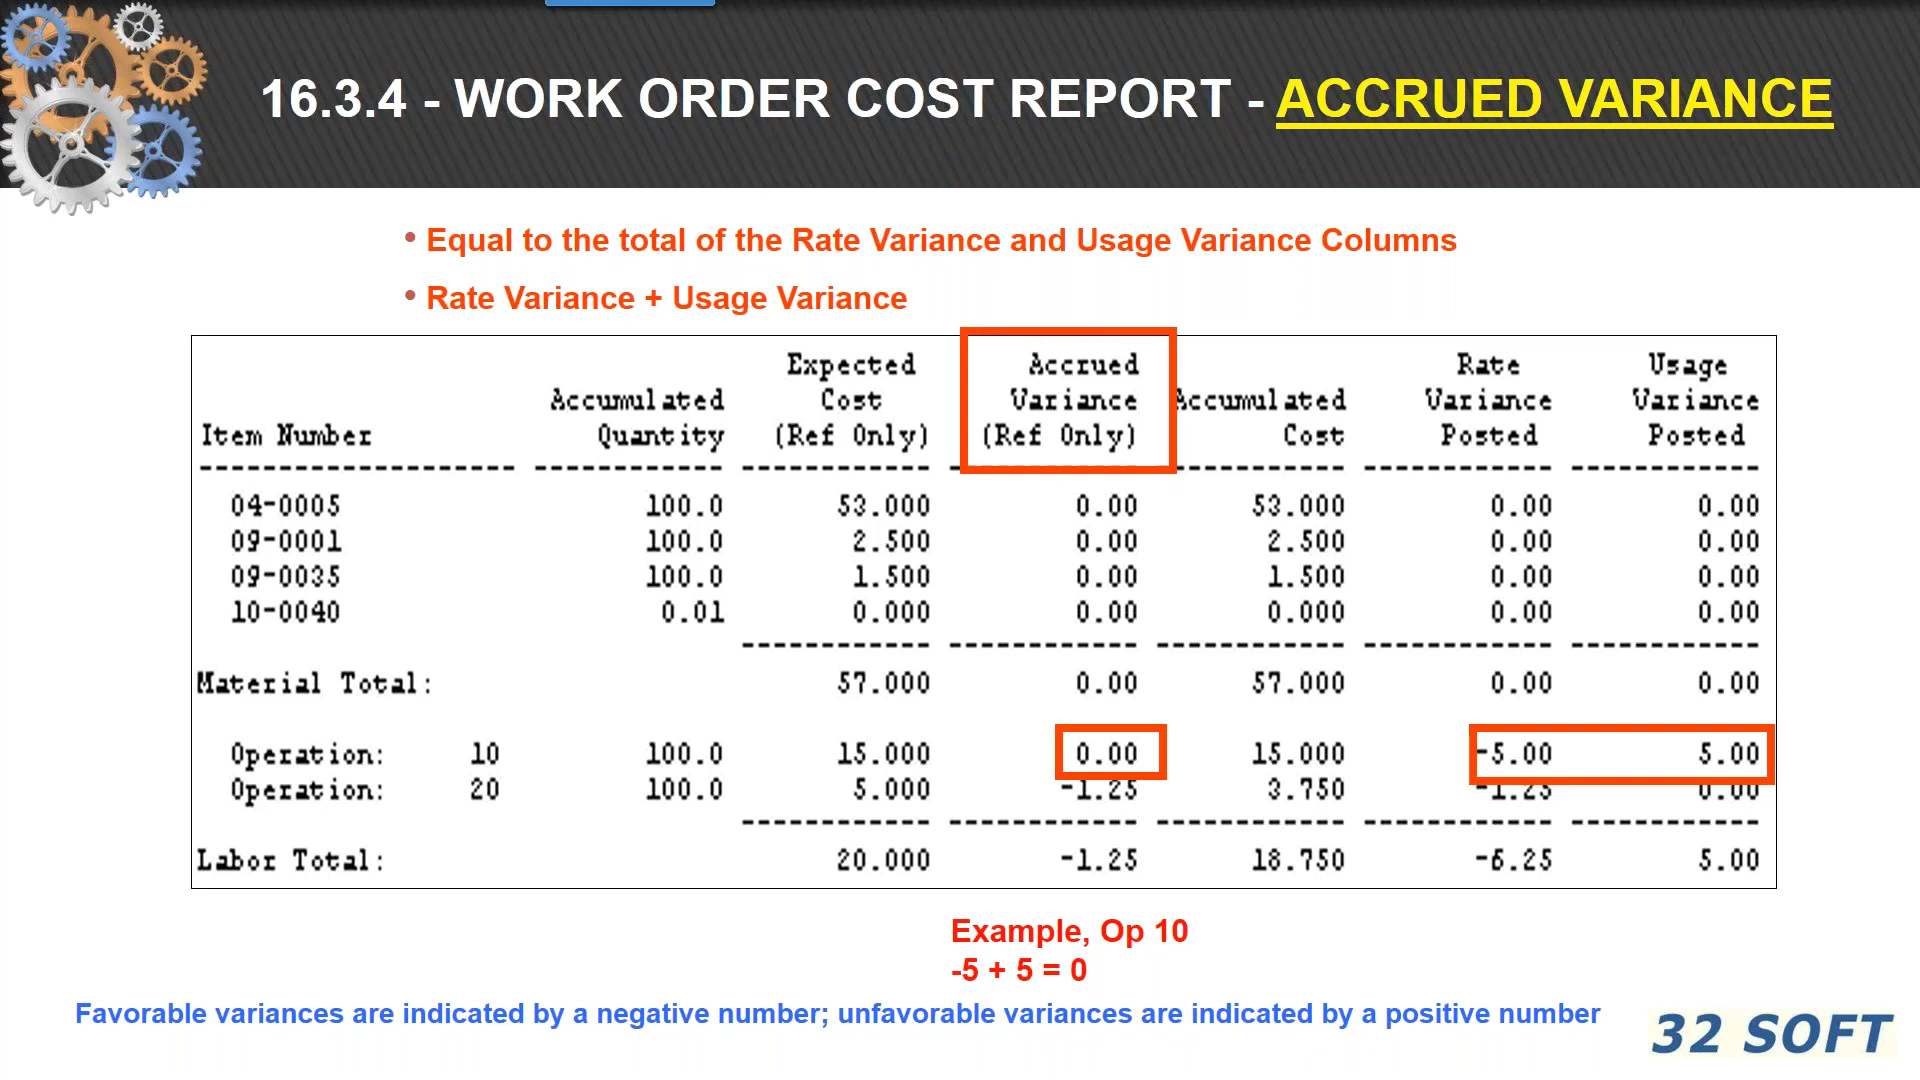 16.3.4 - WORK ORDER COST REPORT - ACCRUED VARIANCE
• Equal to the total of the Rate Variance and Usage Variance Columns
• Rate Variance + Usage Variance
Expected Accrued Rate Usage
Accumulated Cost Variance Accumulated Variance Variance
Item Number Quantity (Ref Only) (Ref Only) Cost Posted Posted
04-0005 100.0 53.000 0.00 53.000 0.00 0.00
09-0001 100.0 2.500 0.00 2.500 0.00 0.00
09-0035 100.0 1.500 0.00 1.500 0.00 0.00
10-0040 0.01 0.000 0.00 0.000 0.00 0.00
Material Total: 57.000 0.00 57.000 0.00 0.00
Operation: 10 100.0 15.000 0.00 15.000 -5.00 5.00
Operation: 20 100.0 5.000 -1.25 3.750 -1.25 0.00
Labor Total: 20.000 -1.25 18.750 -6.25 5.00
Example, Op 10
-5 + 5 = 0
Favorable variances are indicated by a negative number; unfavorable variances are indicated by a positive number
32 SOFT